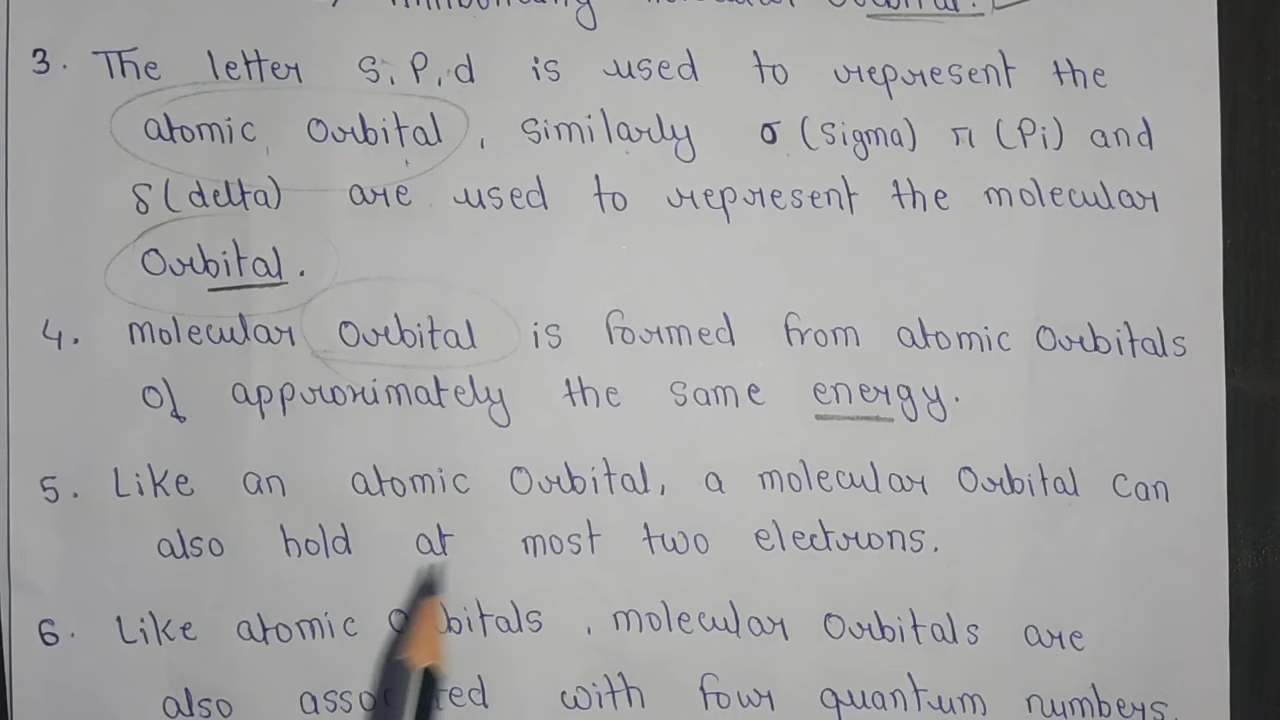 molecular
3. The letter s, p, d is used to represent the
atomic orbital, similarly σ (sigma) π (Pi) and
δ (delta) are used to represent the molecular
Orbital.
4. Molecular Orbital is formed from atomic Orbitals
of approximately the same energy.
5. Like an atomic Orbital, a molecular Orbital can
also hold at most two electrons.
6. Like atomic orbitals, molecular Orbitals are
also associated with four quantum numbers.